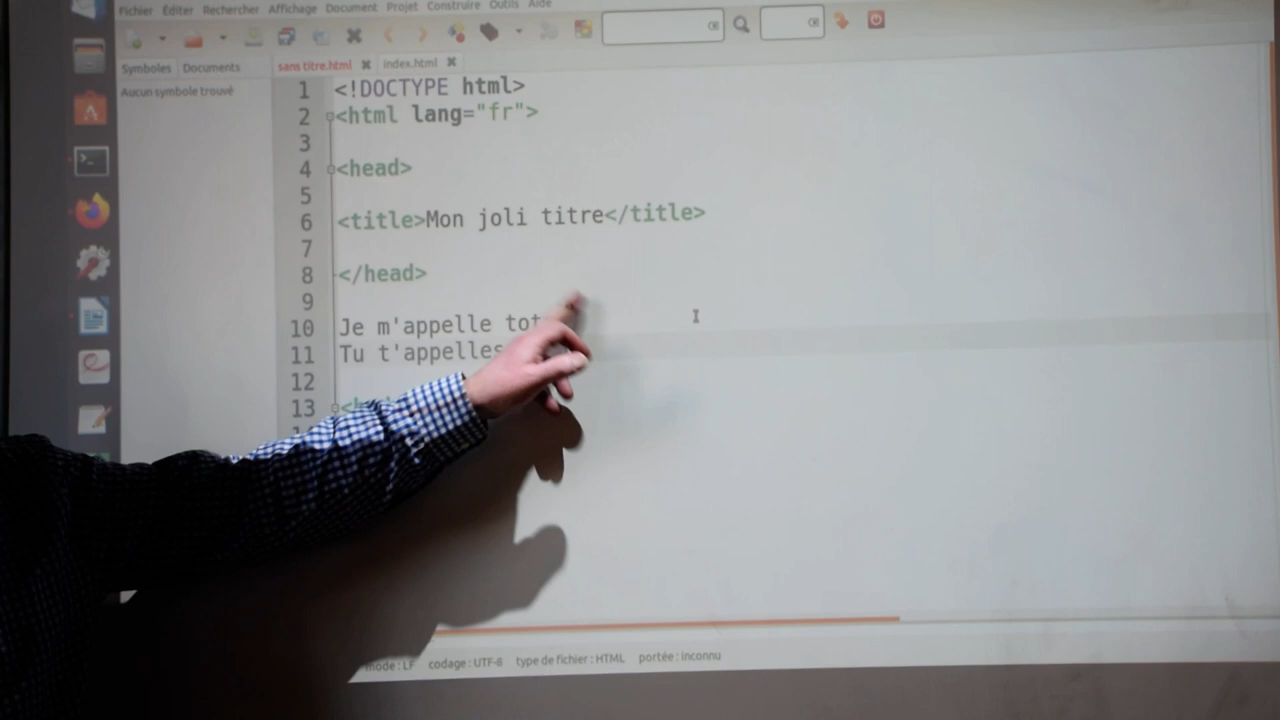 Fichier Éditer Rechercher Affichage Document Projet Construire Outils Aide
Symboles Documents sans titre.html index.html
Aucun symbole trouvé
1 <!DOCTYPE html>
2 <html lang="fr">
3
4 <head>
5
6 <title>Mon joli titre</title>
7
8 </head>
9
10 Je m'appelle
11 Tu t'appelles
12
13
mode : LF codage : UTF-8 type de fichier : HTML portée : inconnu